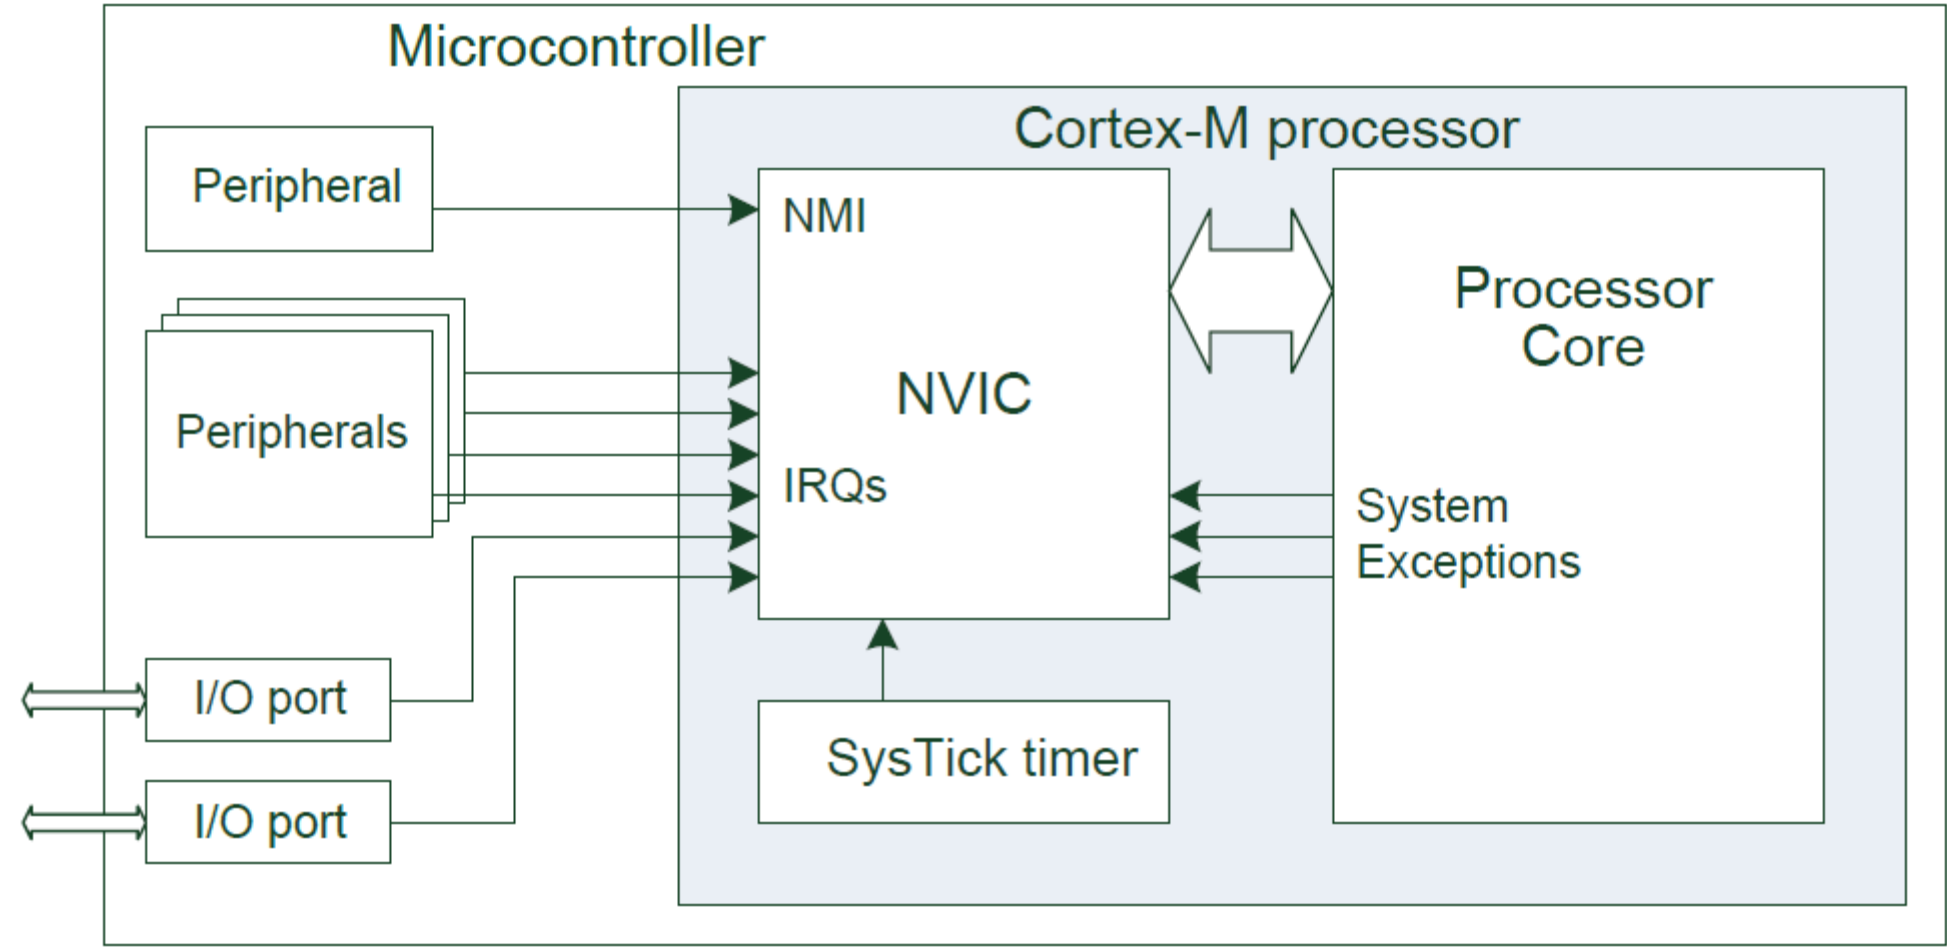 Microcontroller
Cortex-M processor
Peripheral
NMI
Processor
Core
NVIC
Peripherals
IRQs
System
Exceptions
I/O port
SysTick timer
I/O port